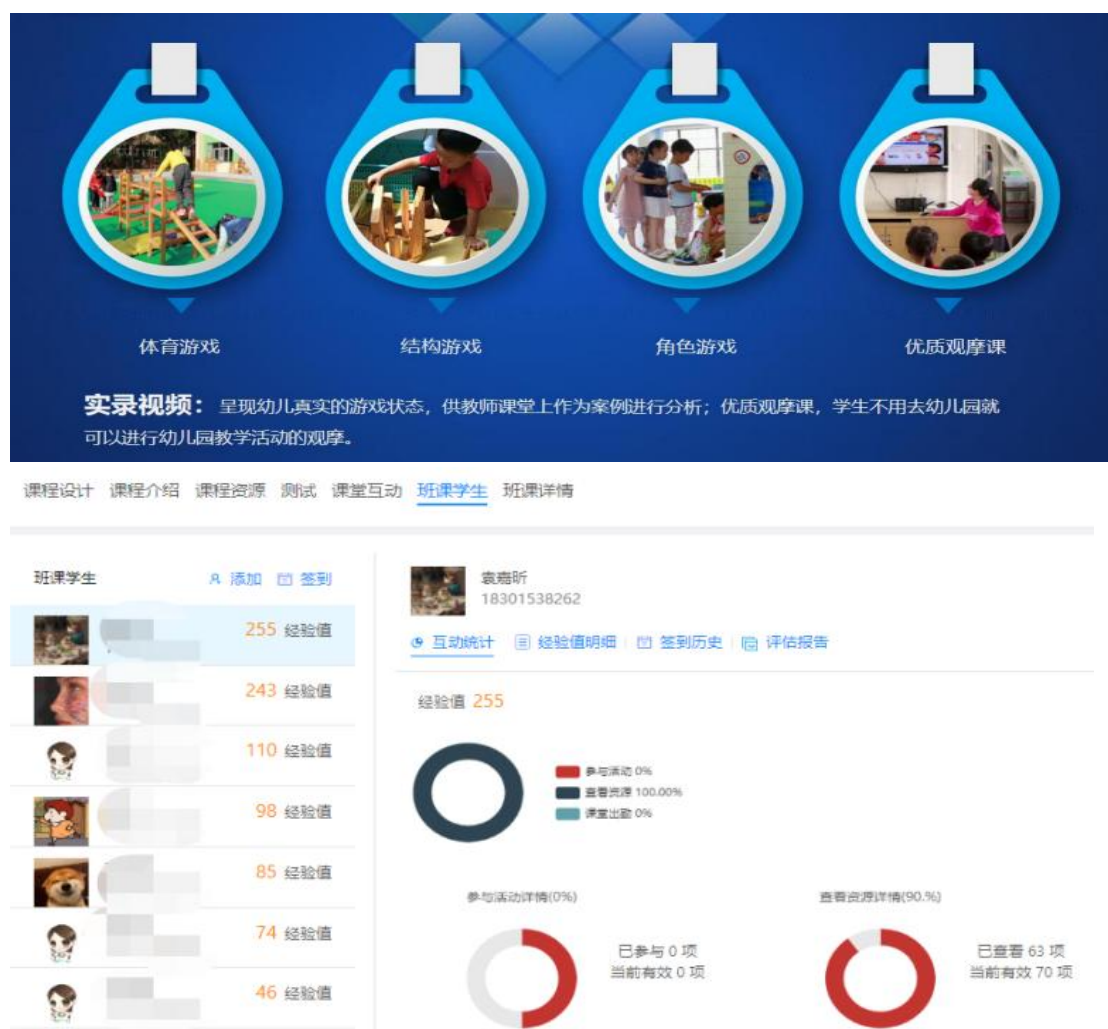 体育游戏 结构游戏 角色游戏 优质观摩课
实录视频：呈现幼儿真实的游戏状态，供教师课堂上作为案例进行分析；优质观摩课，学生不用去幼儿园就
可以进行幼儿园教学活动的观摩。
课程设计 课程介绍 课程资源 测试 课堂互动 班课学生 班课详情
班课学生 添加 签到
255 经验值
243 经验值
110 经验值
98 经验值
85 经验值
74 经验值
46 经验值
袁嘉昕
18301538262
互动统计 经验值明细 签到历史 评估报告
经验值 255
参与活动 0%
查看资源 100.00%
课堂出勤 0%
参与活动详情(0%)
已参与 0 项
当前有效 0 项
查看资源详情(90.%)
已查看 63 项
当前有效 70 项